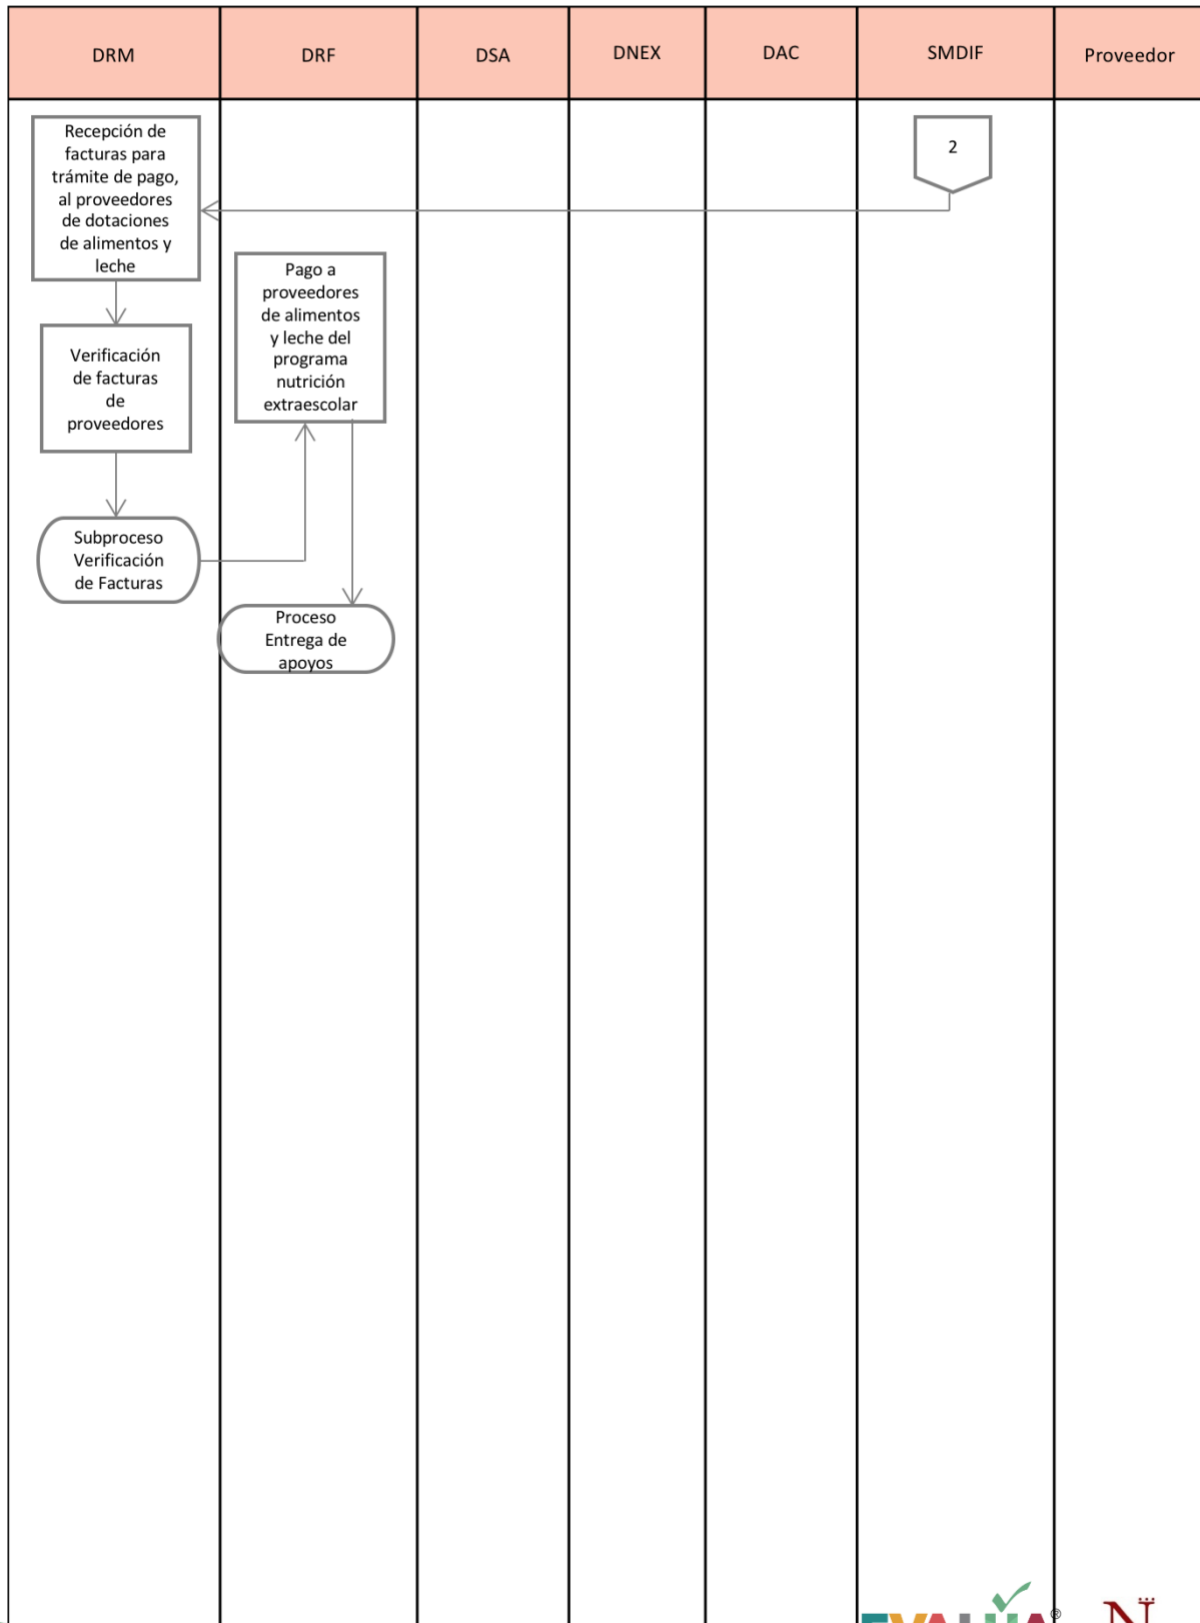 DRM
DRF
DSA
DNEX
DAC
SMDIF
Proveedor
Recepción de
facturas para
trámite de pago,
al proveedores
de dotaciones
de alimentos y
leche
2
Pago a
proveedores
de alimentos
y leche del
programa
nutrición
extraescolar
Verificación
de facturas
de
proveedores
Subproceso
Verificación
de Facturas
Proceso
Entrega de
apoyos
EVALÚA®
N